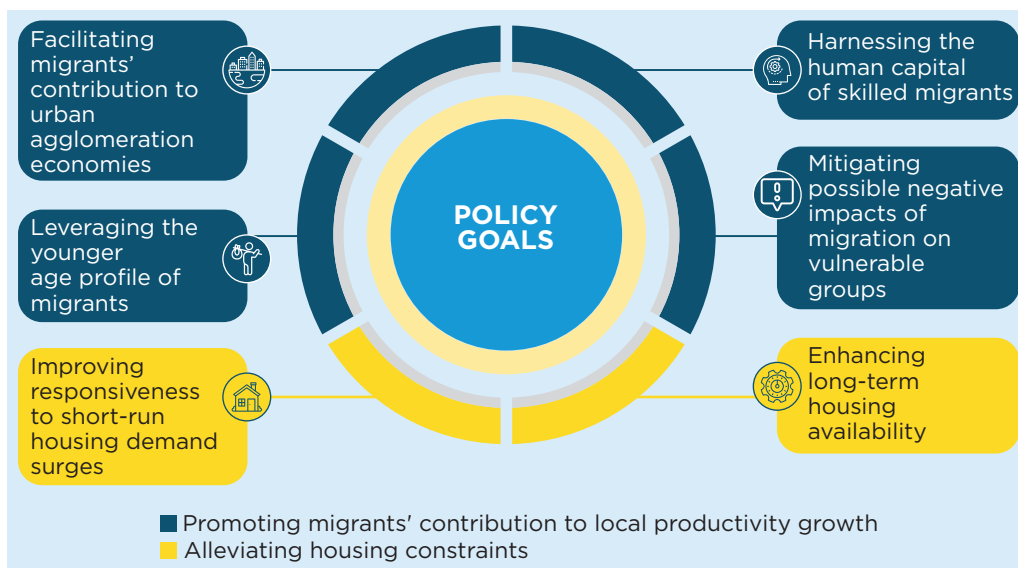 Facilitating
migrants'
contribution to
urban
agglomeration
economies
Leveraging the
younger
age profile of
migrants
Improving
responsiveness
to short-run
housing demand
surges
POLICY
GOALS
Harnessing the
human capital
of skilled migrants
Mitigating
possible negative
impacts of
migration on
vulnerable
groups
Enhancing
long-term
housing
availability
Promoting migrants' contribution to local productivity growth
Alleviating housing constraints